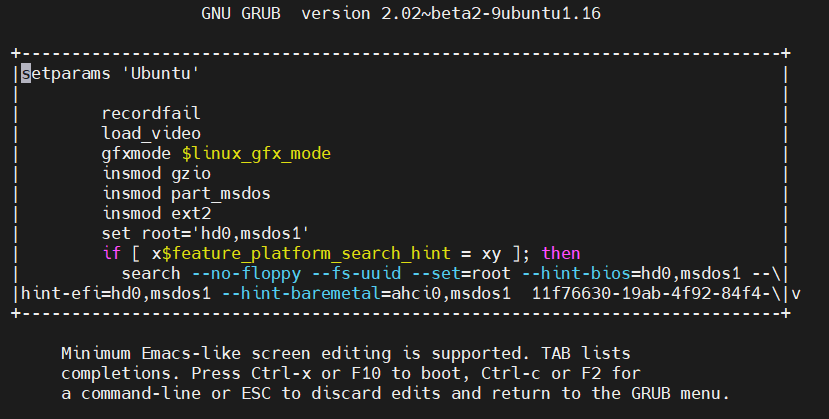 GNU GRUB  version 2.02~beta2-9ubuntu1.16
+----------------------------------------------------------------------------+
|setparams 'Ubuntu'                                                          |
|                                                                            |
|        recordfail                                                          |
|        load_video                                                          |
|        gfxmode $linux_gfx_mode                                             |
|        insmod gzio                                                         |
|        insmod part_msdos                                                   |
|        insmod ext2                                                         |
|        set root='hd0,msdos1'                                               |
|        if [ x$feature_platform_search_hint = xy ]; then                    |
|          search --no-floppy --fs-uuid --set=root --hint-bios=hd0,msdos1 --\|
|hint-efi=hd0,msdos1 --hint-baremetal=ahci0,msdos1  11f76630-19ab-4f92-84f4-\|v
+----------------------------------------------------------------------------+
Minimum Emacs-like screen editing is supported. TAB lists
completions. Press Ctrl-x or F10 to boot, Ctrl-c or F2 for
a command-line or ESC to discard edits and return to the GRUB menu.